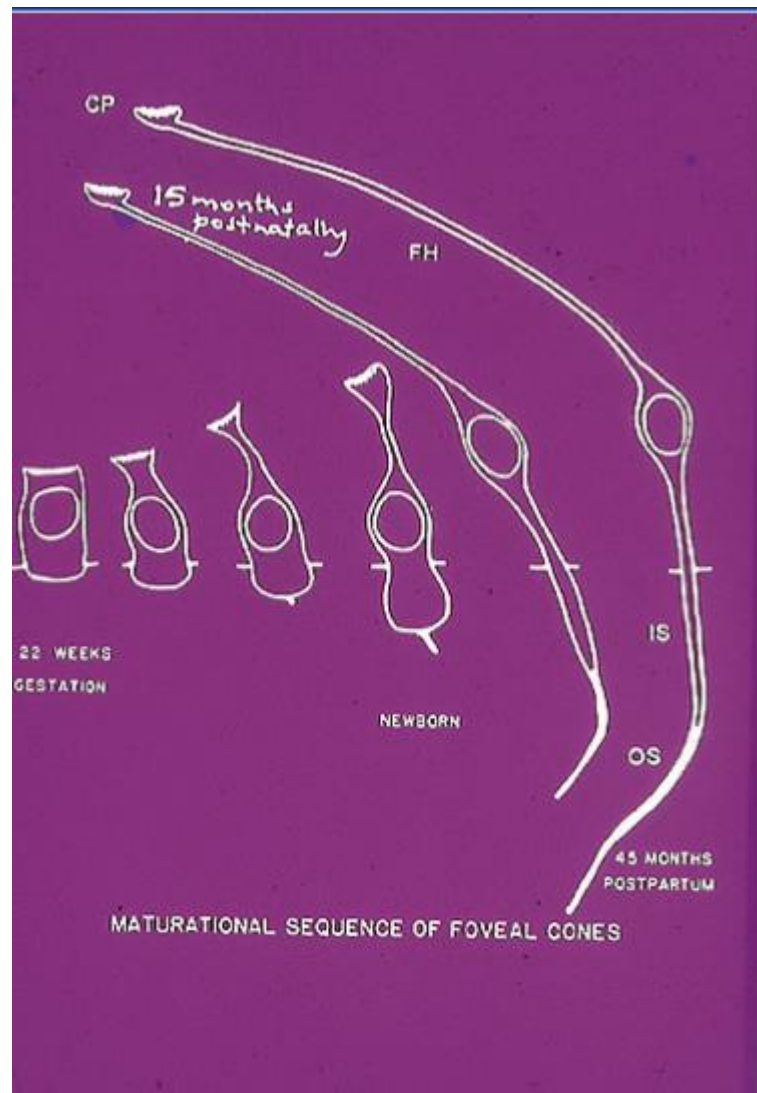 CP
15 months
postnatally
FH
22 WEEKS
GESTATION
NEWBORN
IS
OS
45 MONTHS
POSTPARTUM
MATURATIONAL SEQUENCE OF FOVEAL CONES